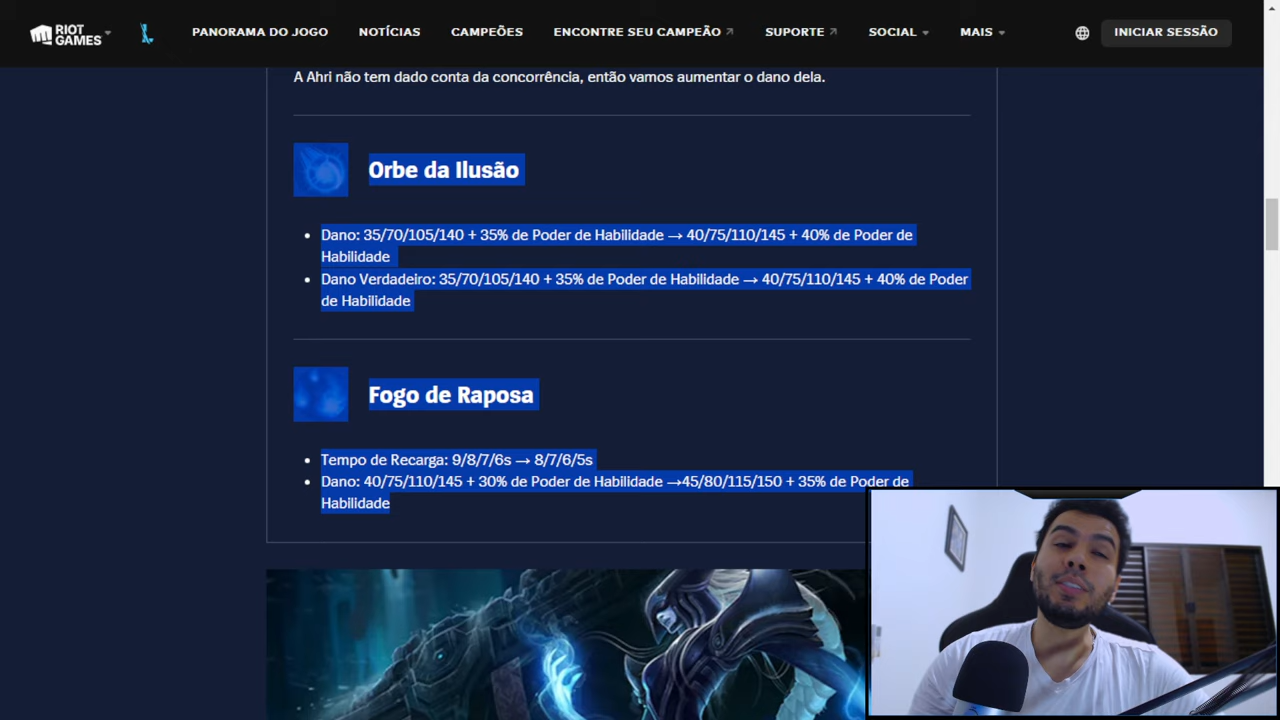 RIOT GAMES
PANORAMA DO JOGO NOTÍCIAS CAMPEÕES ENCONTRE SEU CAMPEÃO SUPORTE SOCIAL MAIS INICIAR SESSÃO
A Ahri não tem dado conta da concorrência, então vamos aumentar o dano dela.
Orbe da Ilusão
• Dano: 35/70/105/140 + 35% de Poder de Habilidade → 40/75/110/145 + 40% de Poder de
Habilidade
• Dano Verdadeiro: 35/70/105/140 + 35% de Poder de Habilidade → 40/75/110/145 + 40% de Poder
de Habilidade
Fogo de Raposa
• Tempo de Recarga: 9/8/7/6s → 8/7/6/5s
• Dano: 40/75/110/145 + 30% de Poder de Habilidade →45/80/115/150 + 35% de Poder de
Habilidade